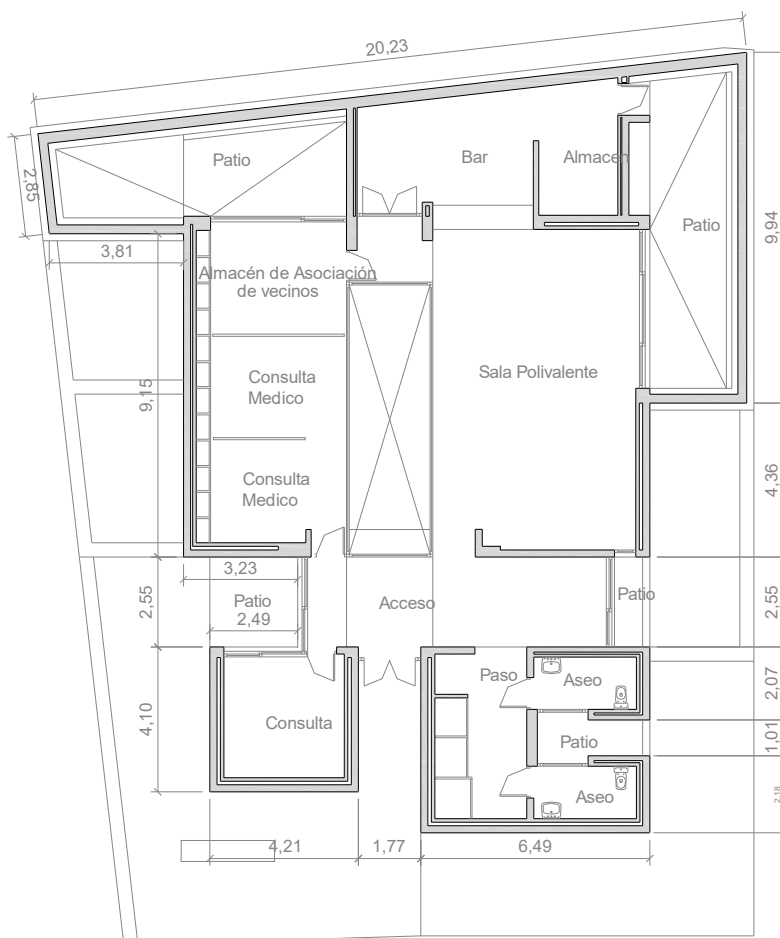 20,23
Patio
Bar
Almacen
2,85
Patio
9,94
3,81
Almacén de Asociación
de vecinos
Sala Polivalente
Consulta
Medico
9,15
Consulta
Medico
4,36
3,23
Patio
2,49
Acceso
Patio
2,55
2,55
Paso
Aseo
2,07
Consulta
4,10
Patio
1,01
Aseo
2,18
4,21
1,77
6,49